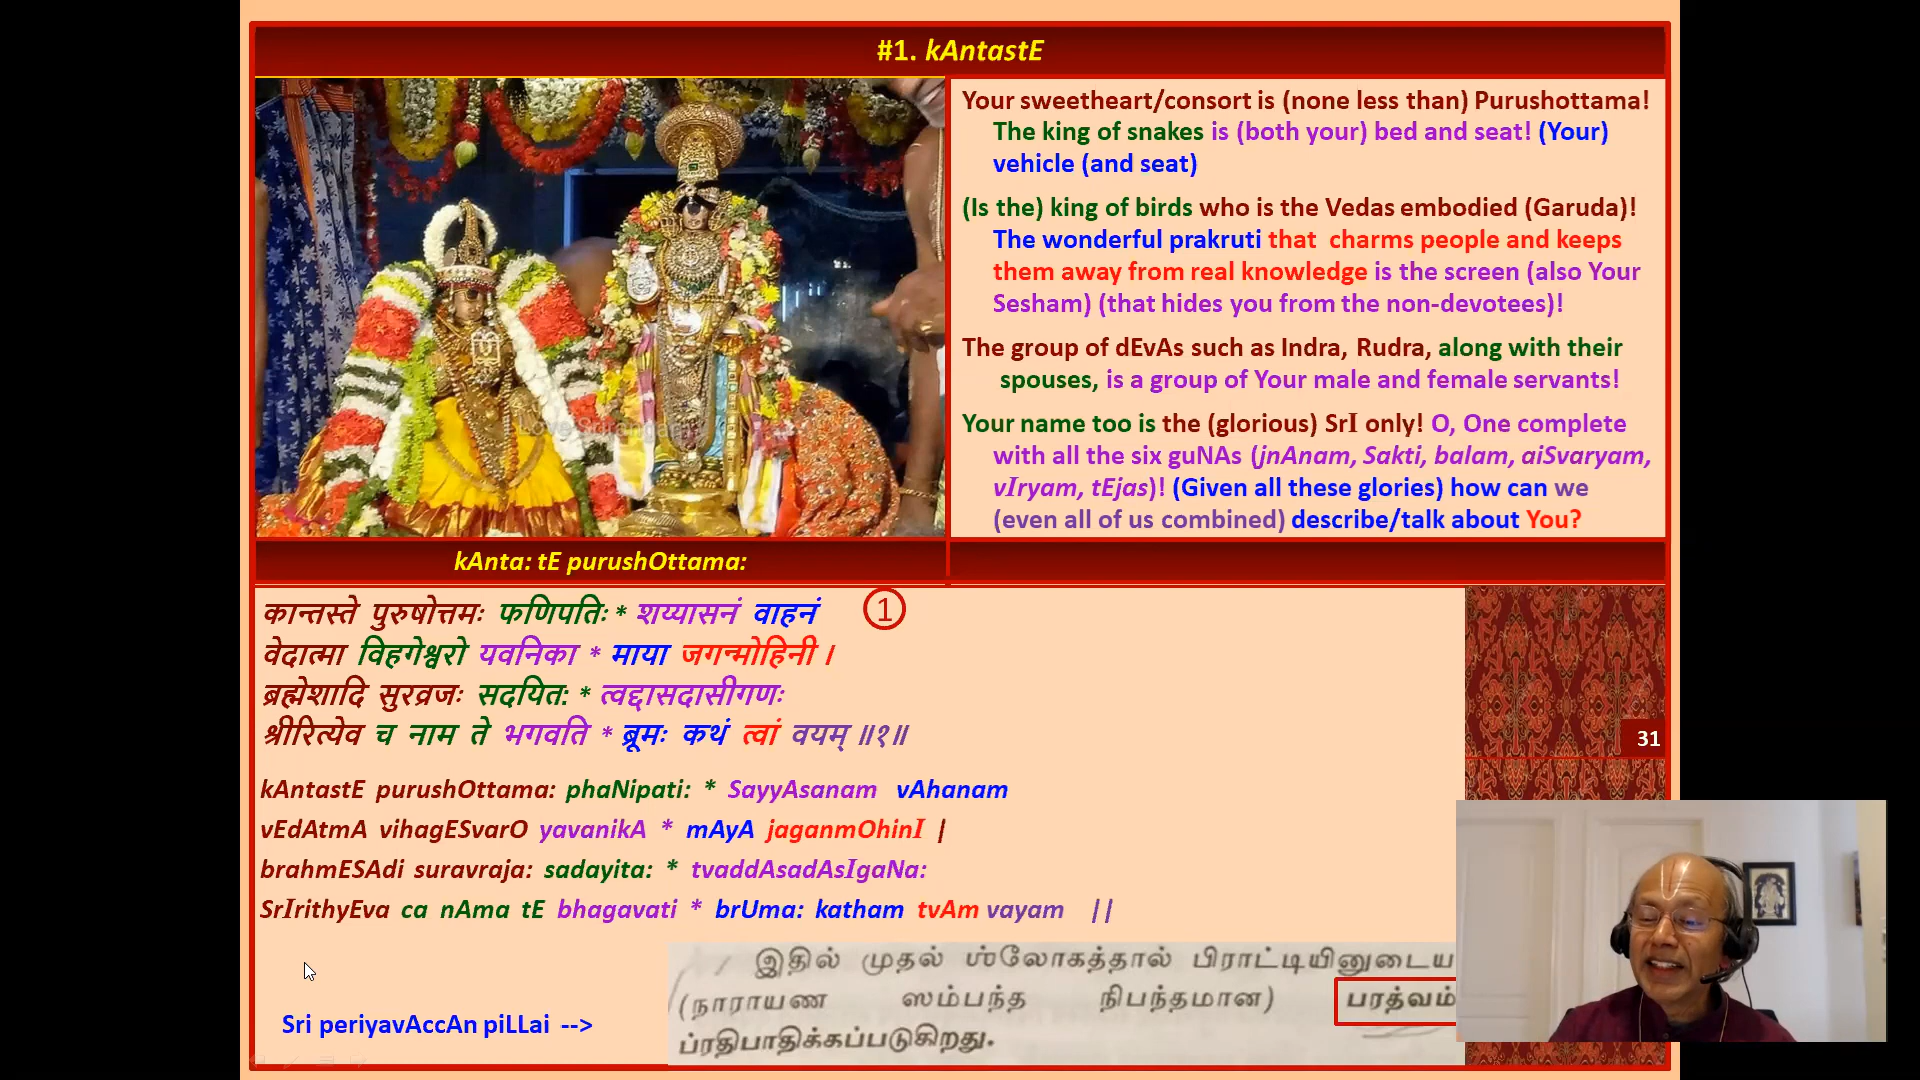 #1. kAntastE
Your sweetheart/consort is (none less than) Purushottama!
The king of snakes is (both your) bed and seat! (Your)
vehicle (and seat)
(Is the) king of birds who is the Vedas embodied (Garuda)!
The wonderful prakruti that charms people and keeps
them away from real knowledge is the screen (also Your
Sesham) (that hides you from the non-devotees)!
The group of dEvAs such as Indra, Rudra, along with their
spouses, is a group of Your male and female servants!
Your name too is the (glorious) SrI only! O, One complete
with all the six guNAs (jnAnam, Sakti, balam, aiSvaryam,
vIryam, tEjas)! (Given all these glories) how can we
(even all of us combined) describe/talk about You?
kAnta: tE purushOttama:
कान्तस्ते पुरुषोत्तमः फणिपतिः * शय्यासनं वाहनं
1
वेदात्मा विहगेश्वरो यवनिका * माया जगन्मोहिनी ।
ब्रह्मेशादि सुरव्रजः सदयित: * त्वद्दासदासीगणः
श्रीरित्येव च नाम ते भगवति * ब्रूमः कथं त्वां वयम् ॥१॥
31
kAntastE purushOttama: phaNipati: * SayyAsanam vAhanam
vEdAtmA vihagESvarO yavanikA * mAyA jaganmOhinI |
brahmESAdi suravraja: sadayita: * tvaddAsadAsIgaNa:
SrIrithyEva ca nAma tE bhagavati * brUma: katham tvAm vayam ||
இதில் முதல் ஶ்லோகத்தால் பிராட்டியினுடைய
(நாராயண ஸம்பந்த நிபந்தமான) பரத்வம்
Sri periyavAccAn piLLai -->
ப்ரதிபாதிக்கப்படுகிறது.